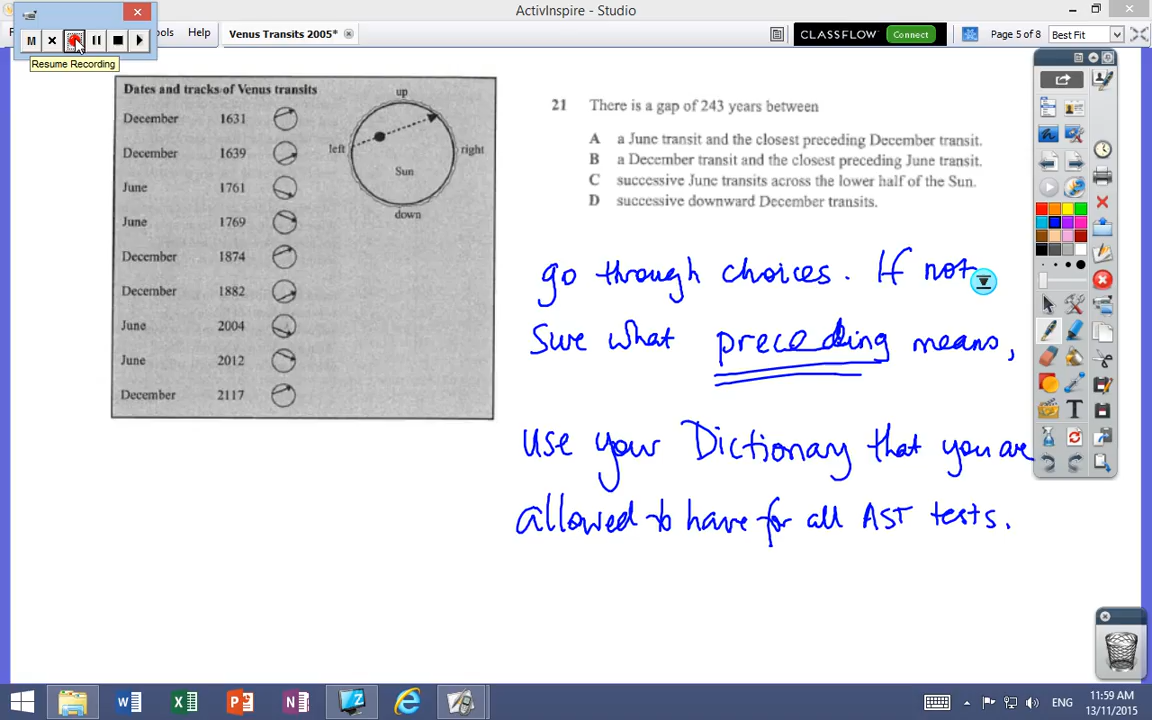 ActivInspire - Studio
Help
Venus Transits 2005*
CLASSFLOW
Connect
Page 5 of 8
Best Fit
M
Resume Recording
Dates and tracks of Venus transits
December 1631
December 1639
June 1761
June 1769
December 1874
December 1882
June 2004
June 2012
December 2117
up
left
right
Sun
down
21 There is a gap of 243 years between
A a June transit and the closest preceding December transit.
B a December transit and the closest preceding June transit.
C successive June transits across the lower half of the Sun.
D successive downward December transits.
go through choices. If not
sure what preceding means,
use your Dictionary that you are
allowed to have for all AST tests.
ENG
11:59 AM
13/11/2015